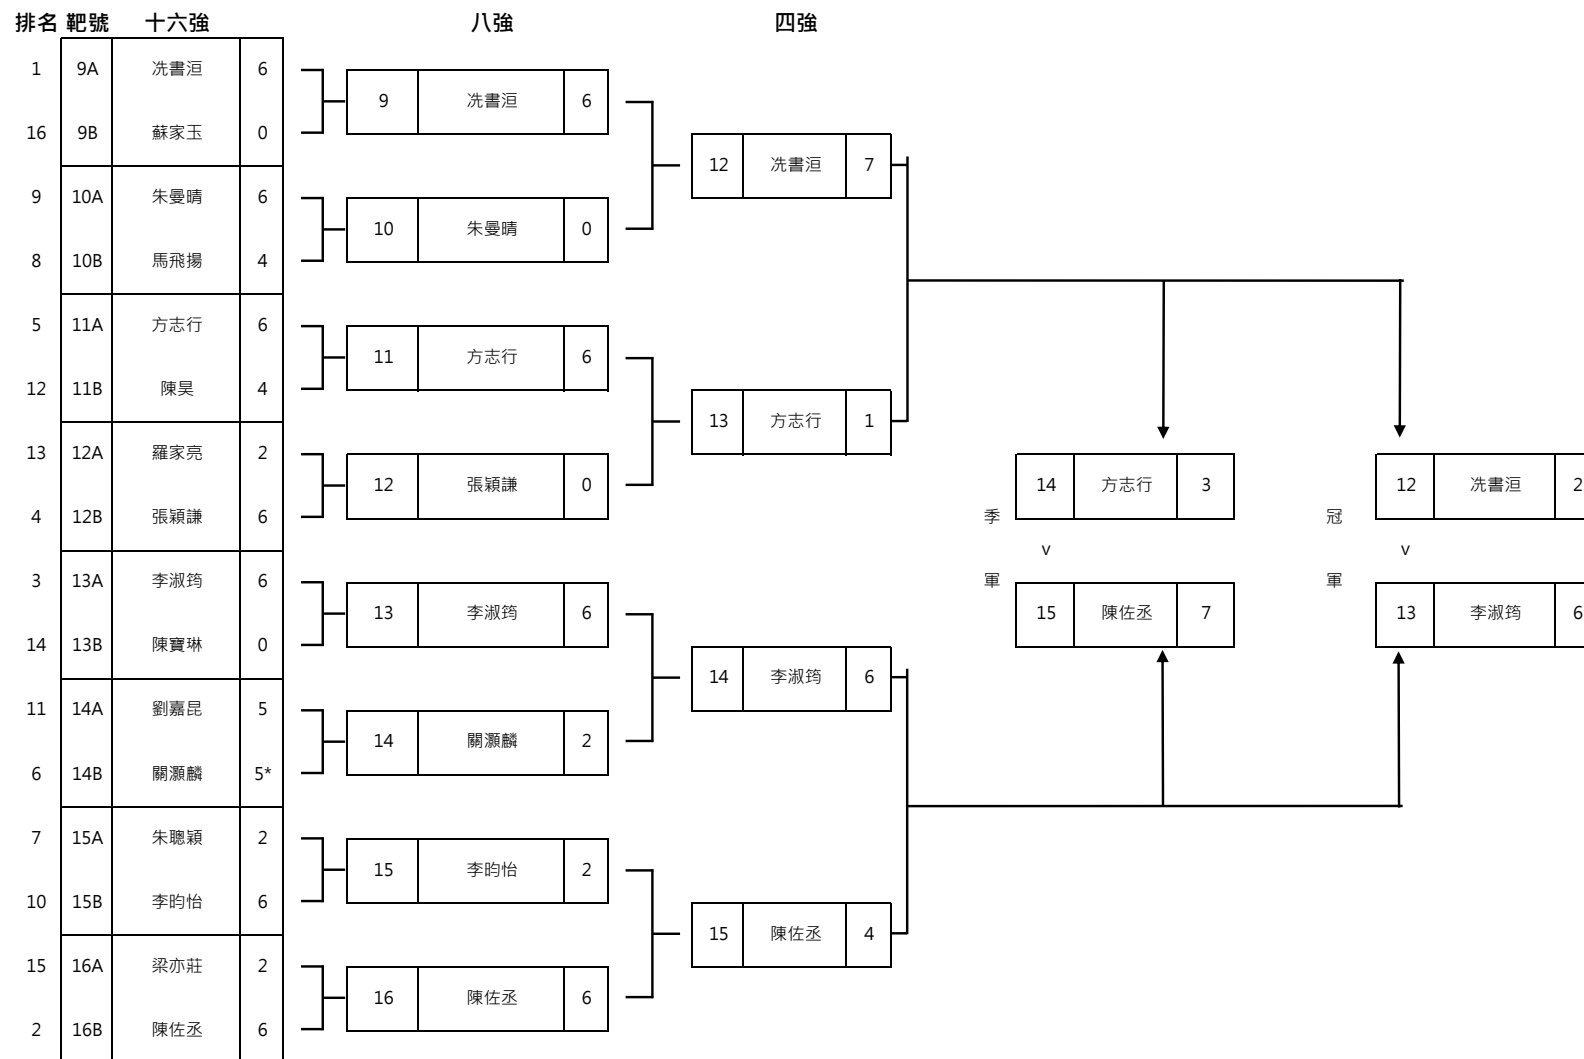 排名 靶號 十六強 八強 四強
1 9A 冼書洹 6
9 冼書洹 6
16 9B 蘇家玉 0
12 冼書洹 7
9 10A 朱曼晴 6
10 朱曼晴 0
8 10B 馬飛揚 4
5 11A 方志行 6
11 方志行 6
12 11B 陳昊 4
13 方志行 1
13 12A 羅家亮 2
12 張穎謙 0 14 方志行 3 12 冼書洹 2
4 12B 張穎謙 6 季 冠
v v
3 13A 李淑筠 6 軍 軍
13 李淑筠 6 15 陳佐丞 7 13 李淑筠 6
14 13B 陳寶琳 0
14 李淑筠 6
11 14A 劉嘉昆 5
14 關灝麟 2
6 14B 關灝麟 5*
7 15A 朱聰穎 2
15 李昀怡 2
10 15B 李昀怡 6
15 陳佐丞 4
15 16A 梁亦莊 2
16 陳佐丞 6
2 16B 陳佐丞 6